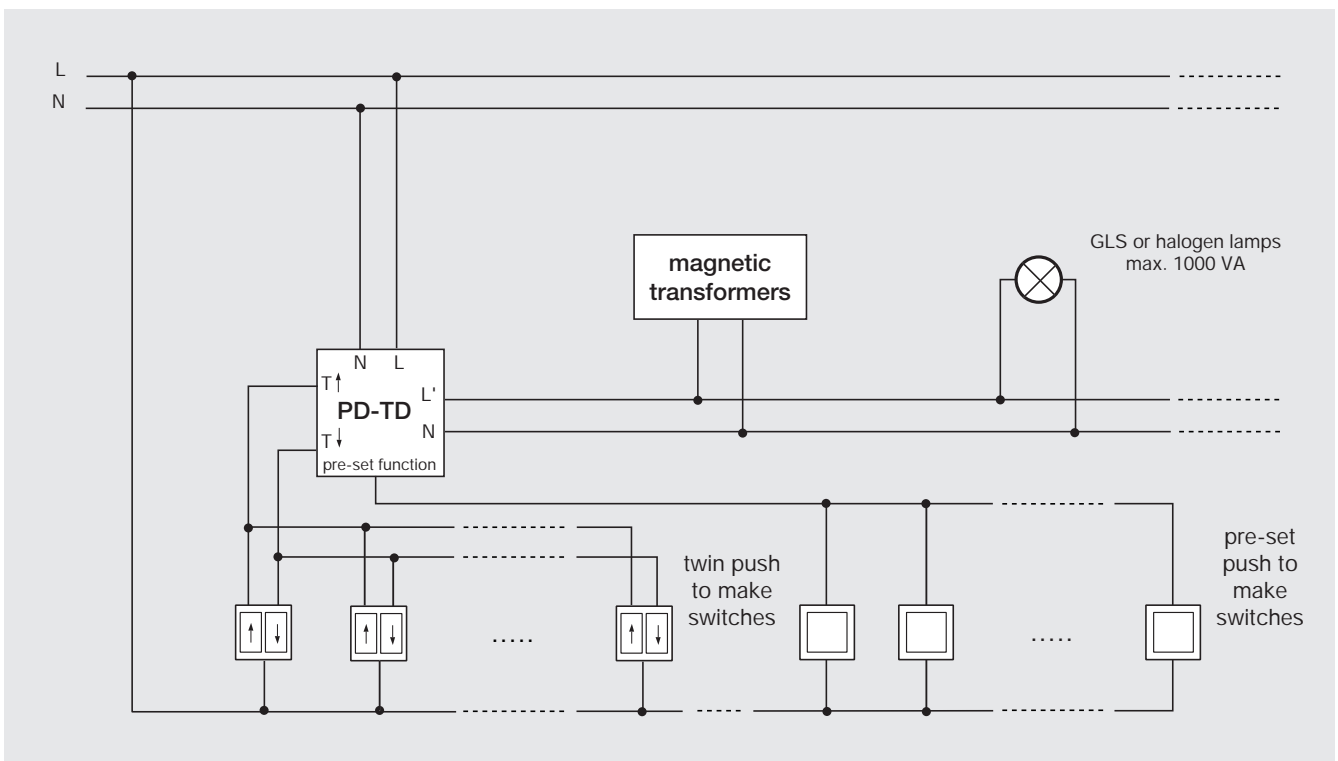 L
N
GLS or halogen lamps
max. 1000 VA
magnetic
transformers
N L
T↑
L'
PD-TD
T↓
N
pre-set function
twin push
to make
switches
pre-set
push to
make
switches
↑ ↓
↑ ↓
.....
↑ ↓
.....